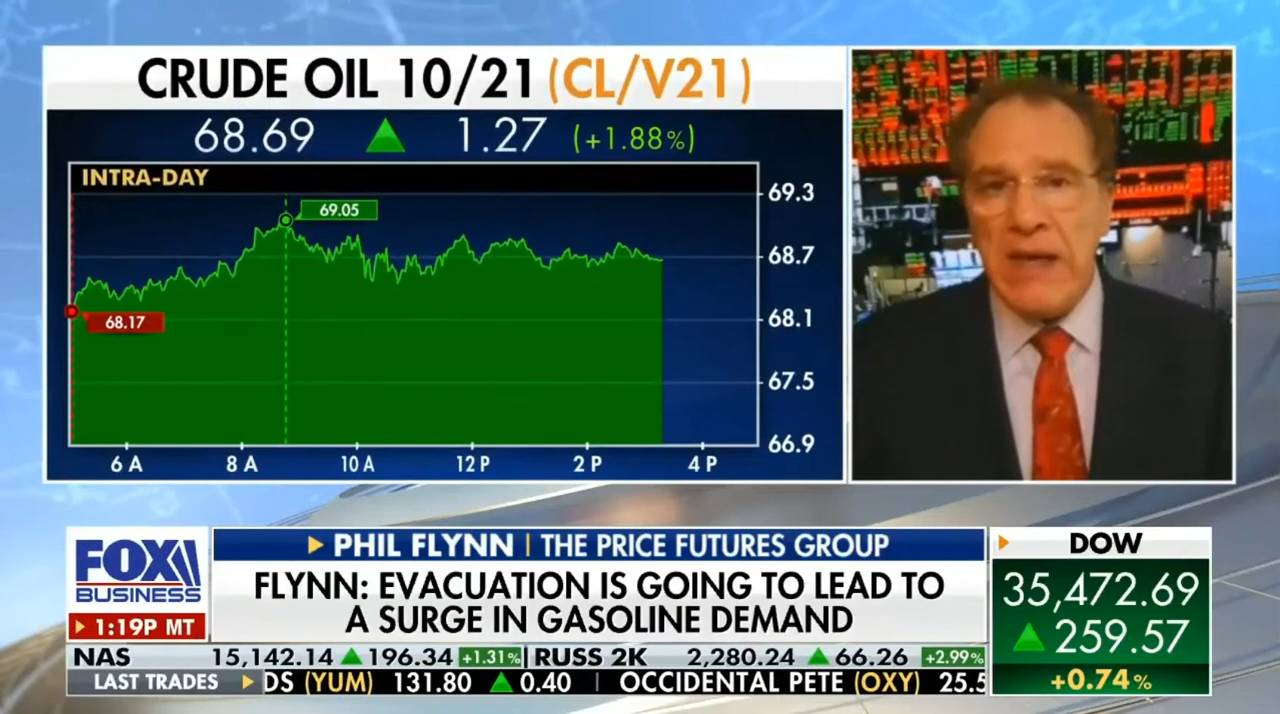 CRUDE OIL 10/21 (CL/V21)
68.69 ▲ 1.27 (+1.88%)
INTRA-DAY
69.3
69.05
68.7
68.17
68.1
67.5
66.9
6 A 8 A 10 A 12 P 2 P 4 P
FOX BUSINESS
1:19P MT
PHIL FLYNN | THE PRICE FUTURES GROUP
FLYNN: EVACUATION IS GOING TO LEAD TO
A SURGE IN GASOLINE DEMAND
DOW
35,472.69
▲ 259.57
+0.74%
NAS 15,142.14 ▲ 196.34 +1.31% RUSS 2K 2,280.24 ▲ 66.26 +2.99%
LAST TRADES DS (YUM) 131.80 ▲ 0.40 | OCCIDENTAL PETE (OXY) 25.5